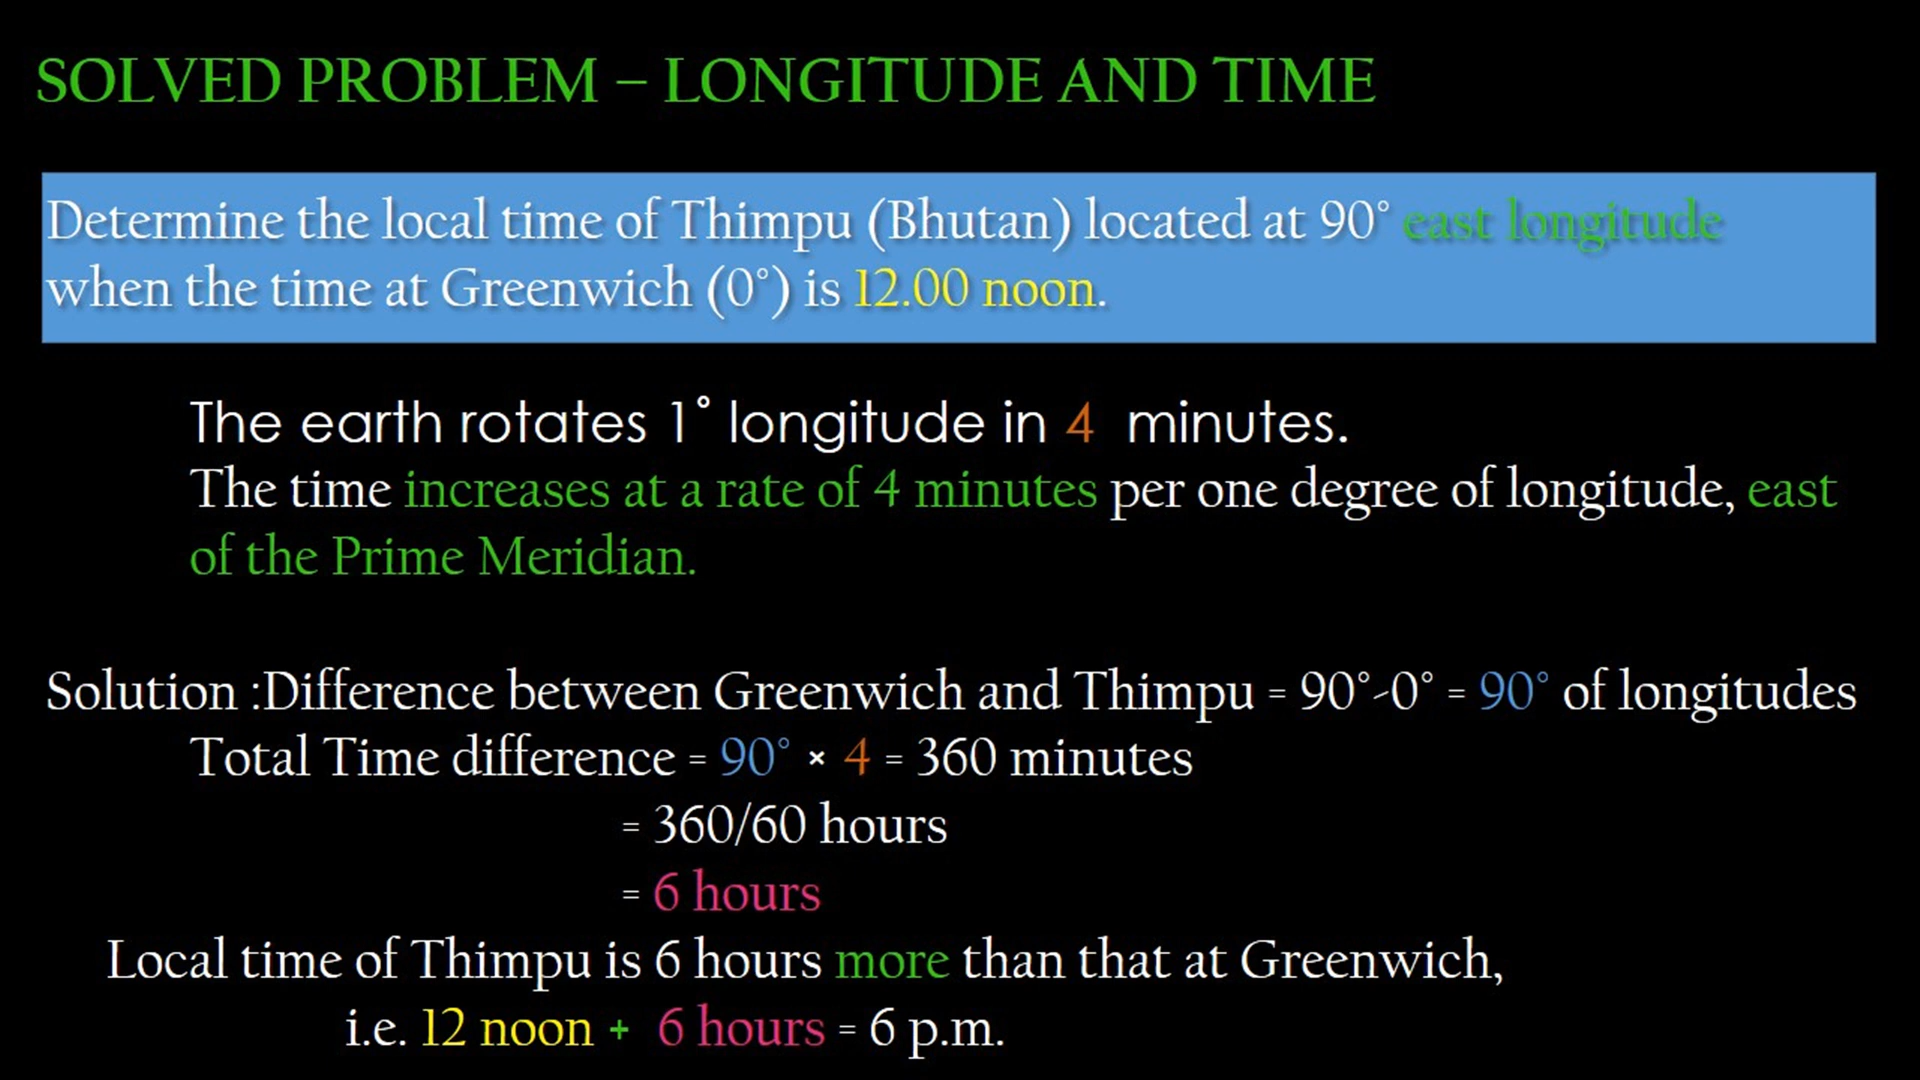 SOLVED PROBLEM – LONGITUDE AND TIME
Determine the local time of Thimpu (Bhutan) located at 90° east longitude
when the time at Greenwich (0°) is 12.00 noon.
The earth rotates 1° longitude in 4 minutes.
The time increases at a rate of 4 minutes per one degree of longitude, east
of the Prime Meridian.
Solution :Difference between Greenwich and Thimpu = 90°-0° = 90° of longitudes
Total Time difference = 90° × 4 = 360 minutes
= 360/60 hours
= 6 hours
Local time of Thimpu is 6 hours more than that at Greenwich,
i.e. 12 noon + 6 hours = 6 p.m.